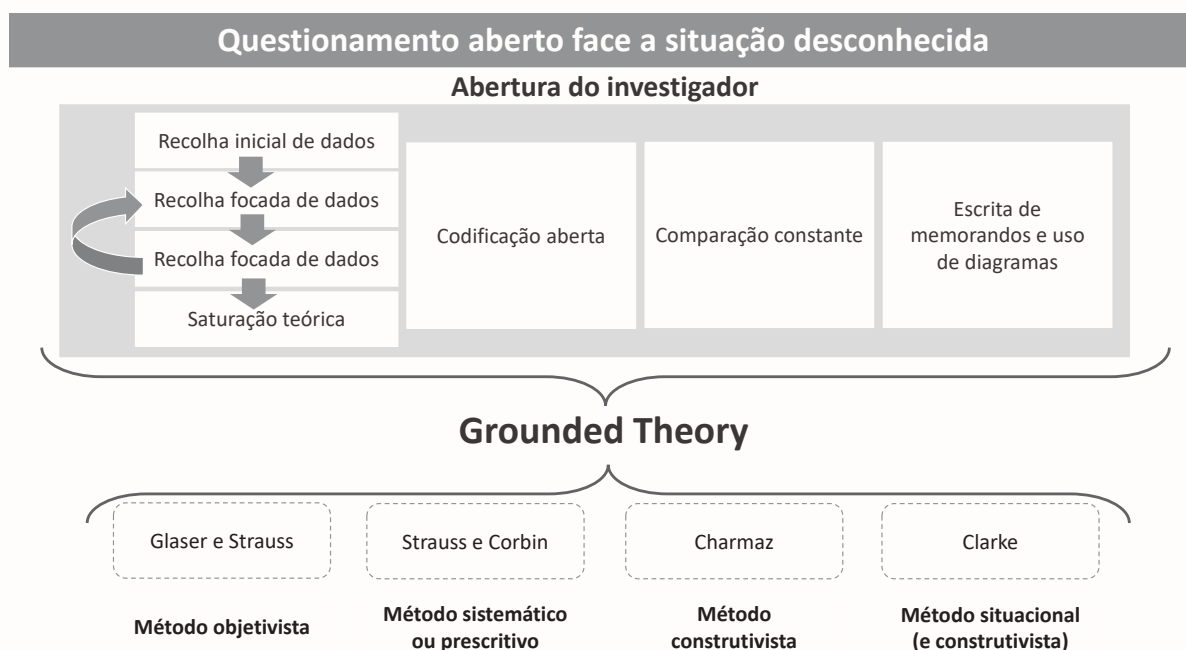 Questionamento aberto face a situação desconhecida
Abertura do investigador
Recolha inicial de dados
Recolha focada de dados
Recolha focada de dados
Saturação teórica
Codificação aberta
Comparação constante
Escrita de
memorandos e uso
de diagramas
Grounded Theory
Glaser e Strauss
Strauss e Corbin
Charmaz
Clarke
Método objetivista
Método sistemático
ou prescritivo
Método
construtivista
Método situacional
(e construtivista)